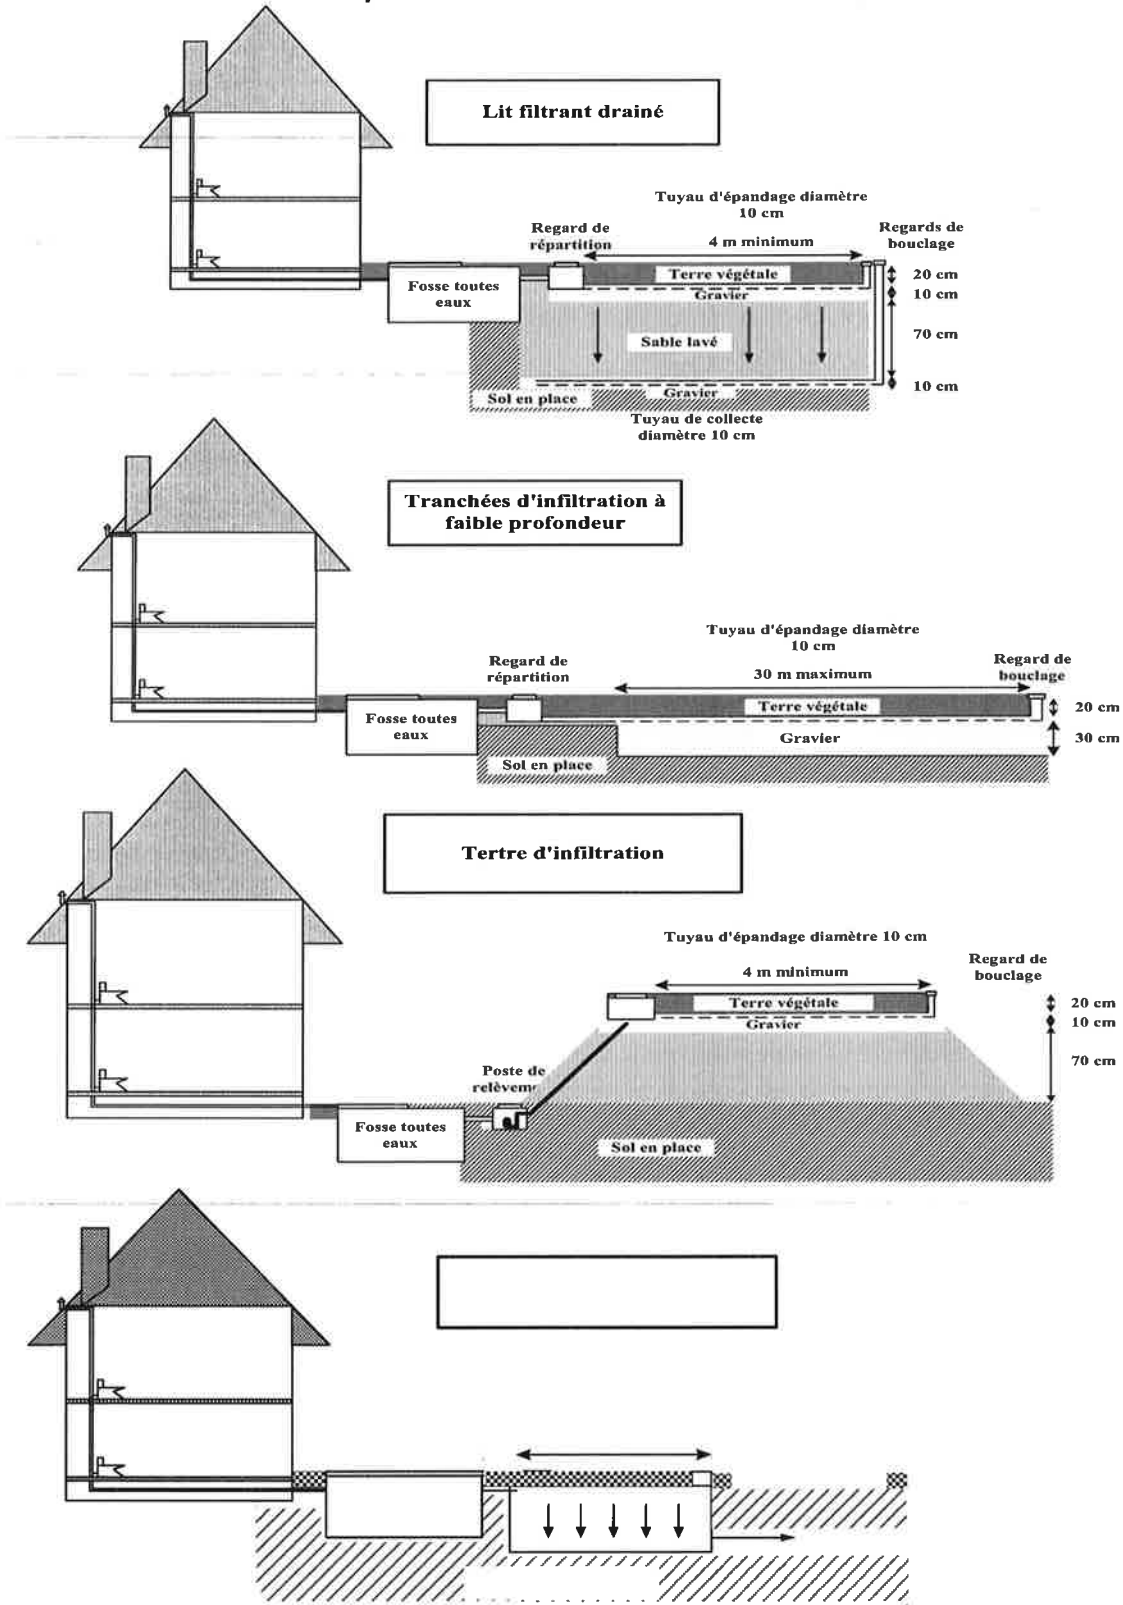 Lit filtrant drainé
Tuyau d'épandage diamètre
10 cm
Regard de
répartition
4 m minimum
Regards de
bouclage
Fosse toutes
eaux
Terre végétale
20 cm
Gravier
10 cm
Sable lavé
70 cm
Sol en place
Gravier
10 cm
Tuyau de collecte
diamètre 10 cm
Tranchées d'infiltration à
faible profondeur
Tuyau d'épandage diamètre
10 cm
Regard de
répartition
30 m maximum
Regard de
bouclage
Fosse toutes
eaux
Terre végétale
20 cm
Gravier
30 cm
Sol en place
Tertre d'infiltration
Tuyau d'épandage diamètre 10 cm
Regard de
bouclage
4 m minimum
Terre végétale
20 cm
Gravier
10 cm
70 cm
Poste de
relèveme
Fosse toutes
eaux
Sol en place